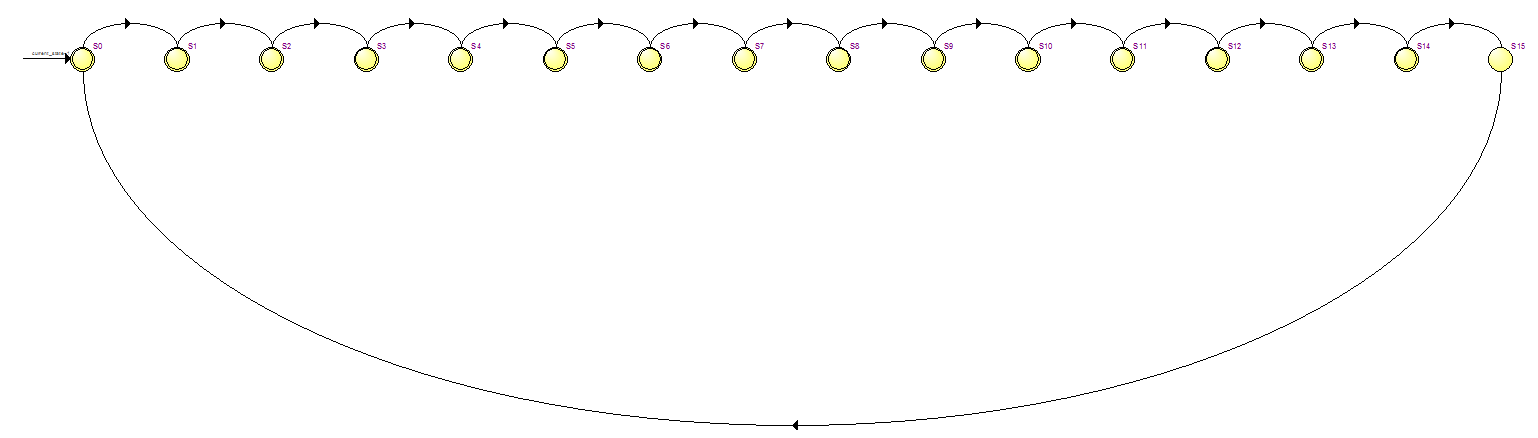 current_state
S0
S1
S2
S3
S4
S5
S6
S7
S8
S9
S10
S11
S12
S13
S14
S15